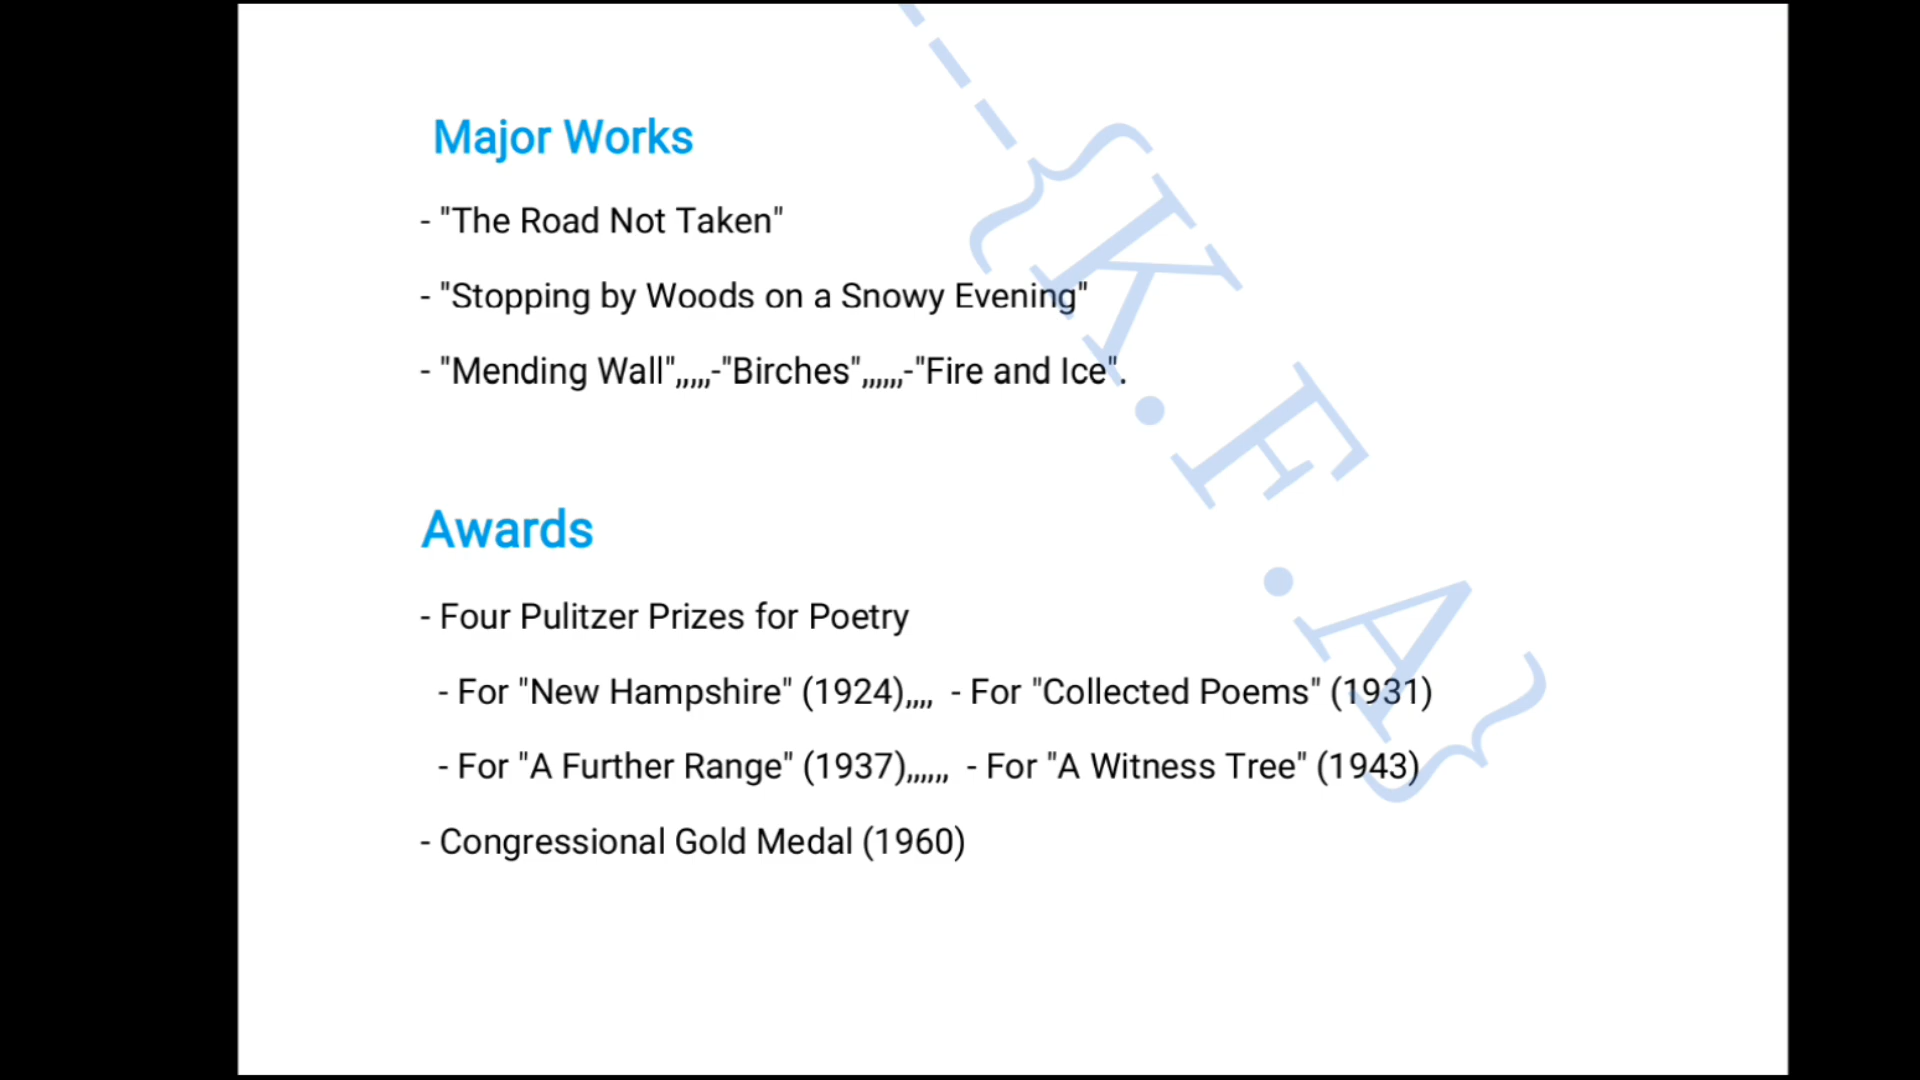 Major Works
- "The Road Not Taken"
- "Stopping by Woods on a Snowy Evening"
- "Mending Wall",,,,,-"Birches",,,,,,-"Fire and Ice".
Awards
- Four Pulitzer Prizes for Poetry
- For "New Hampshire" (1924),,,, - For "Collected Poems" (1931)
- For "A Further Range" (1937),,,,,, - For "A Witness Tree" (1943)
- Congressional Gold Medal (1960)
---{K.F.A}